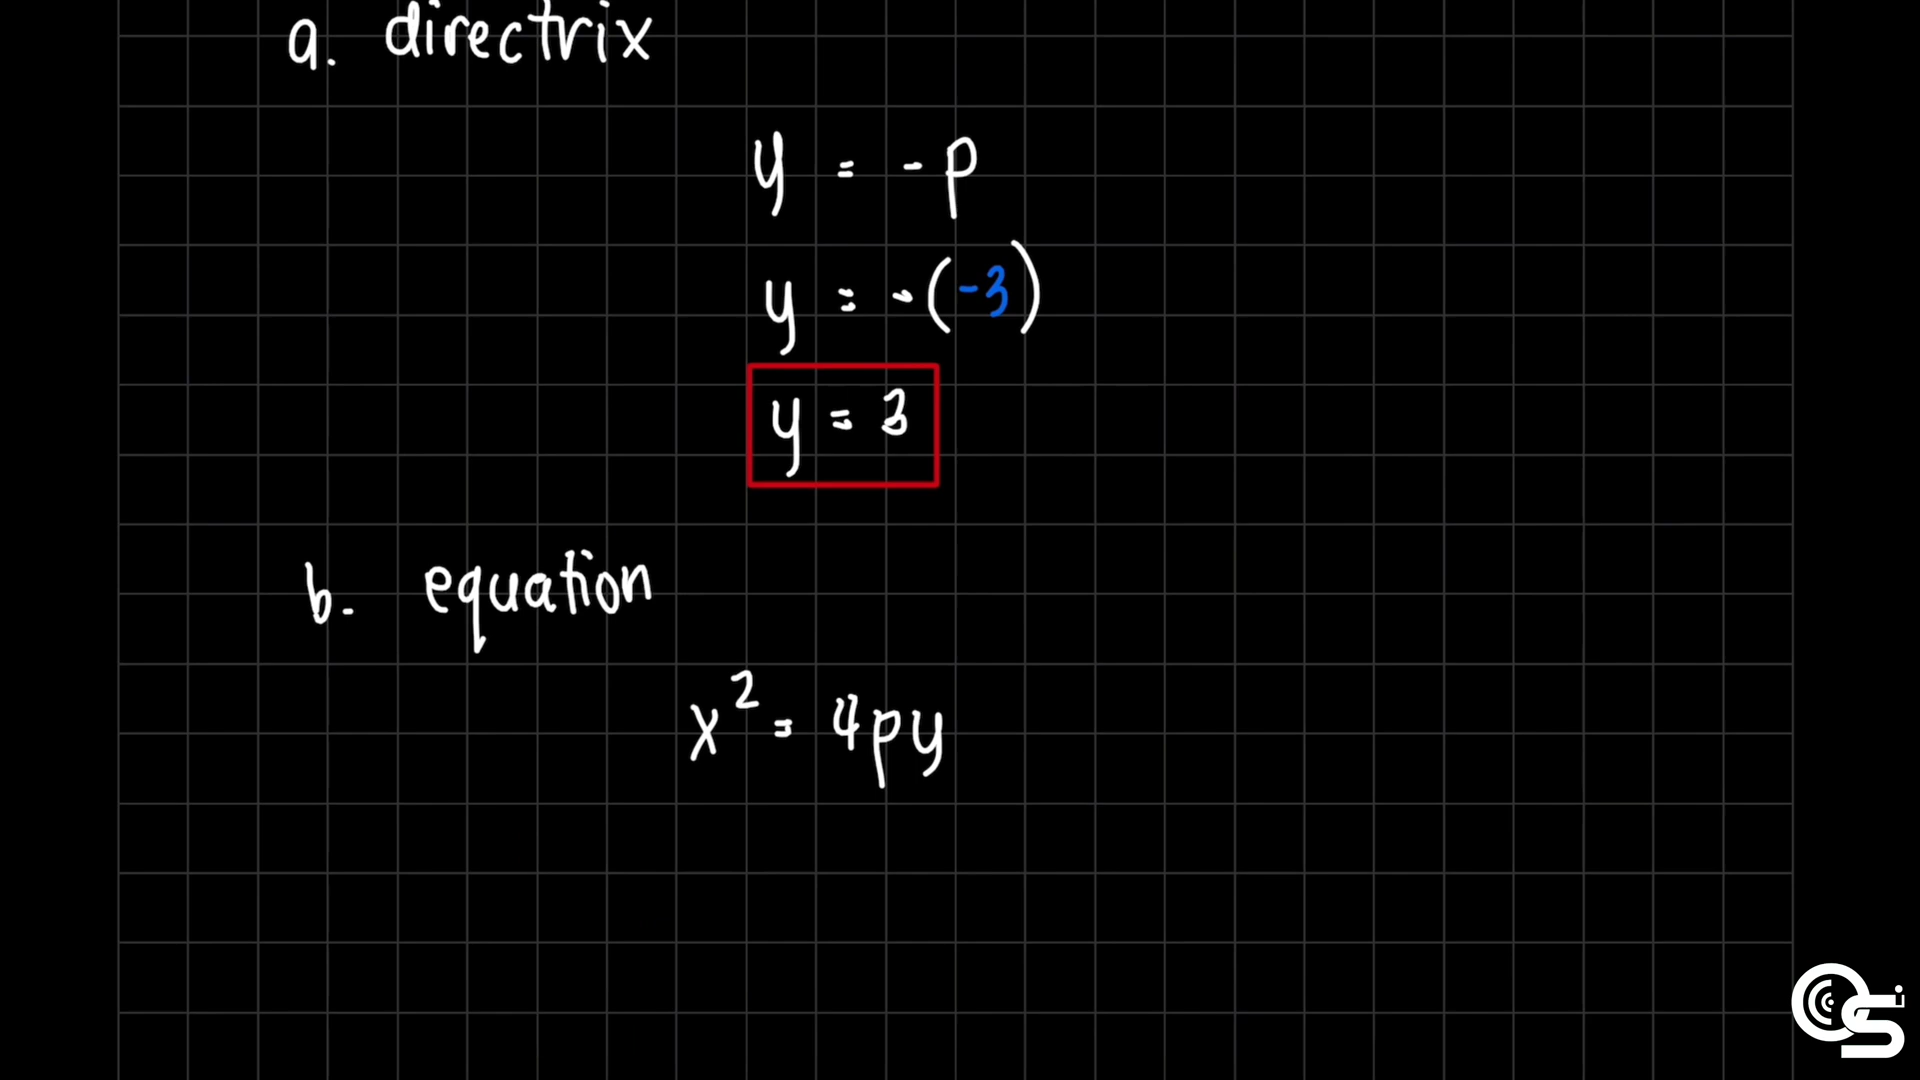 a. directrix
y = -p
y = -(-3)
y = 3
b. equation
x² = 4py